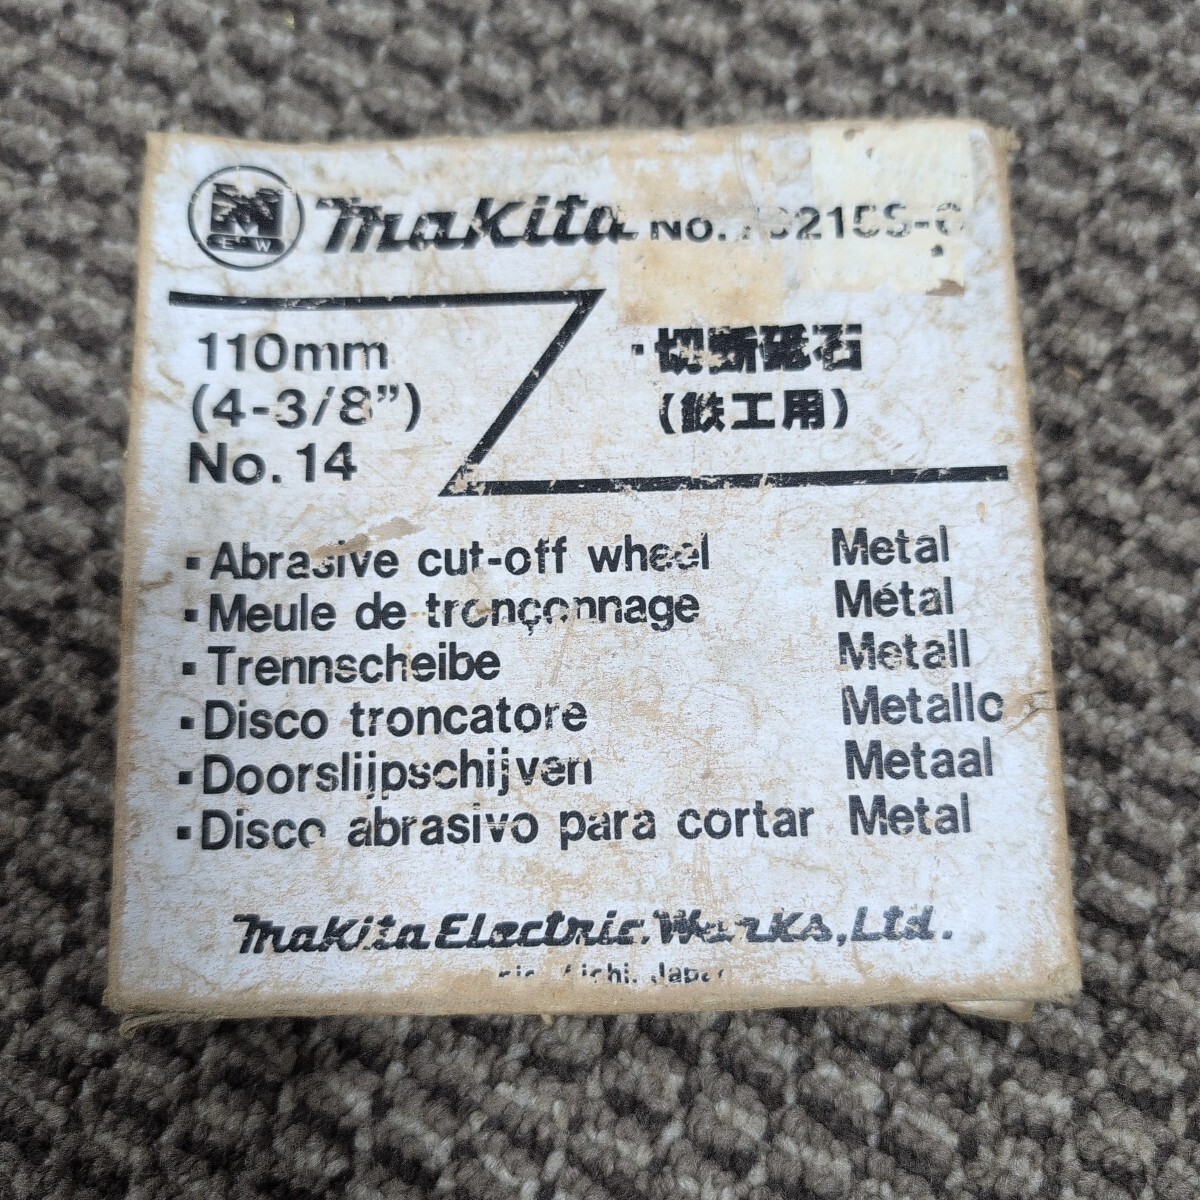 M
E W
makita No.
110mm
(4-3/8")
No.14
・切断砥石
(鉄工用)
▪Abrasive cut-off wheel Metal
▪Meule de tronçonnage Métal
▪Trennscheibe Metall
▪Disco troncatore Metallo
▪Doorslijpschijven Metaal
▪Disco abrasivo para cortar Metal
Makita Electric Works, Ltd.
Japan